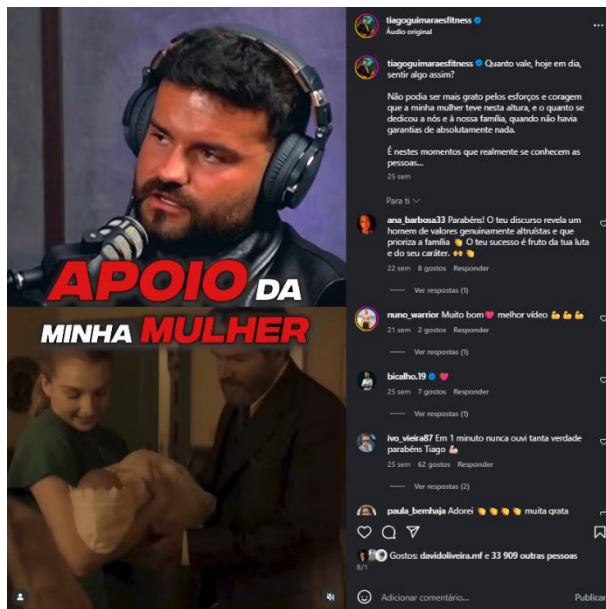 APOIO DA
MINHA MULHER
tiagoguimaraesfitness
Áudio original
tiagoguimaraesfitness Quanto vale, hoje em dia,
sentir algo assim?
Não podia ser mais grato pelos esforços e coragem
que a minha mulher teve nesta altura, e o quanto se
dedicou a nós e à nossa família, quando não havia
garantias de absolutamente nada.
É nestes momentos que realmente se conhecem as
pessoas...
25 sem
Para ti
ana_barbosa33 Parabéns! O teu discurso revela um
homem de valores genuinamente altruístas e que
prioriza a família 👏 O teu sucesso é fruto da tua luta
e do seu caráter. 🙌 👏
22 sem 8 gostos Responder
Ver respostas (1)
nuno_warrior Muito bom❤️ melhor vídeo 💪 💪 💪
21 sem 2 gostos Responder
Ver respostas (1)
bicalho.19 ❤️
25 sem 7 gostos Responder
Ver respostas (1)
ivo_vieira87 Em 1 minuto nunca ouvi tanta verdade
parabéns Tiago 💪
25 sem 62 gostos Responder
Ver respostas (2)
paula_bemhaja Adorei 👏 👏 👏 👏 muita grata
Gostos: davidoliveira.mf e 33 909 outras pessoas
8/1
Adicionar comentário...
Publicar